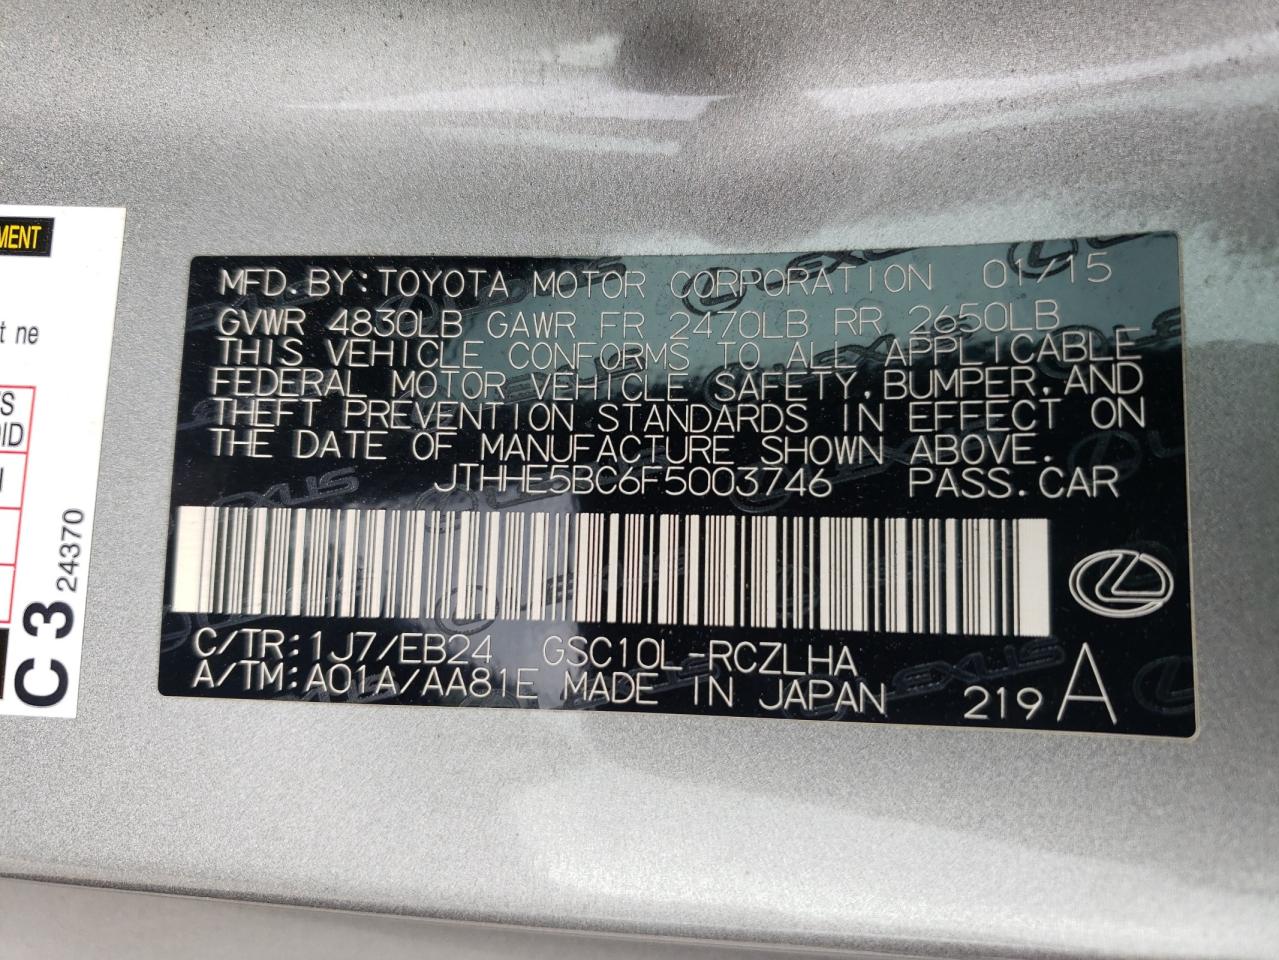 MFD. BY: TOYOTA MOTOR CORPORATION 01/15
GVWR 4830LB GAWR FR 2470LB RR 2650LB
THIS VEHICLE CONFORMS TO ALL APPLICABLE
FEDERAL MOTOR VEHICLE SAFETY, BUMPER, AND
THEFT PREVENTION STANDARDS IN EFFECT ON
THE DATE OF MANUFACTURE SHOWN ABOVE.
JTHHE5BC6F5003746 PASS. CAR
C/TR: 1J7/EB24 GSC10L-RCZLHA
A/TM: A01A/AA81E MADE IN JAPAN 219 A
C3
24370
LEXUS
ne